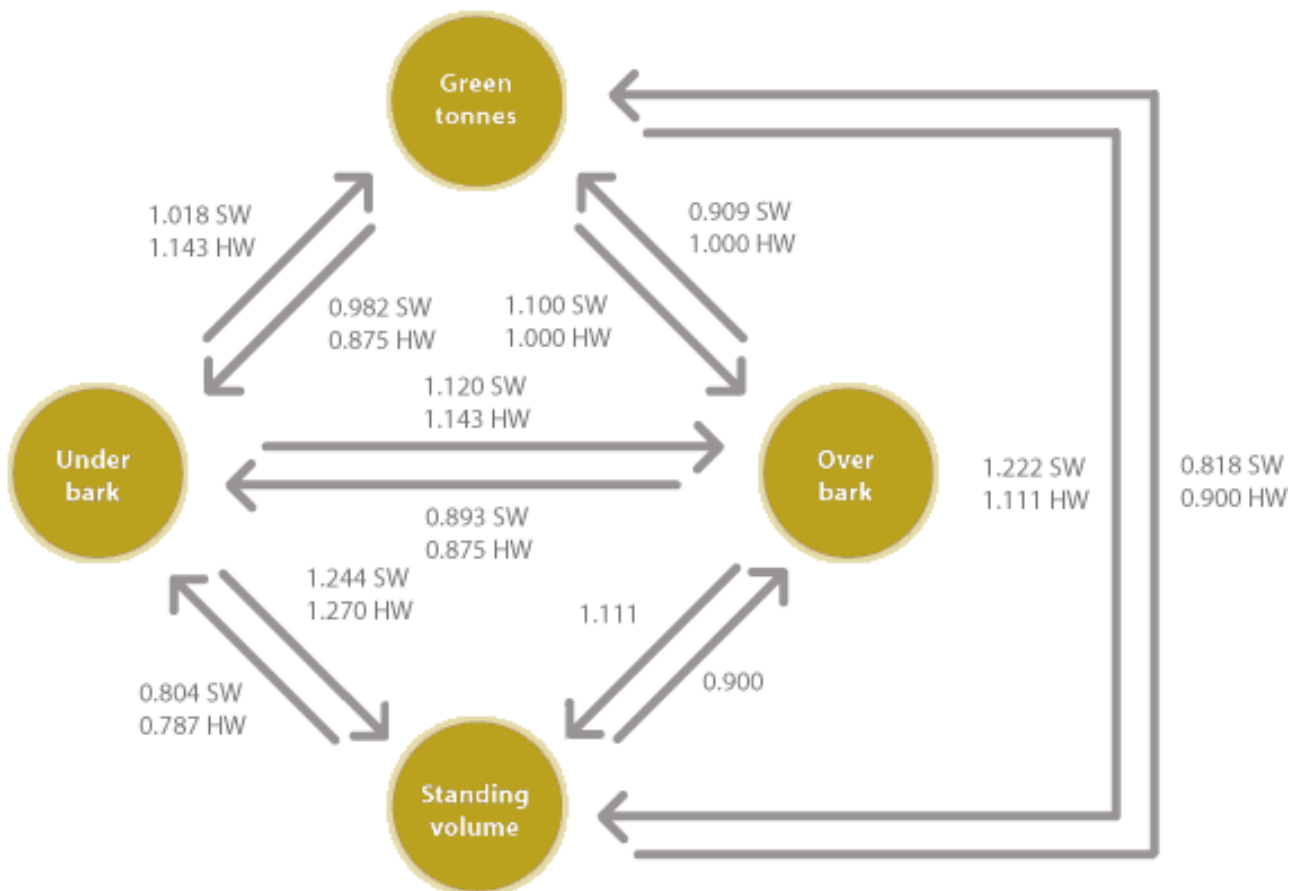 Green
tonnes
1.018 SW
1.143 HW
0.909 SW
1.000 HW
0.982 SW
0.875 HW
1.100 SW
1.000 HW
1.120 SW
1.143 HW
Under
bark
Over
bark
1.222 SW
1.111 HW
0.818 SW
0.900 HW
0.893 SW
0.875 HW
1.244 SW
1.270 HW
1.111
0.900
0.804 SW
0.787 HW
Standing
volume